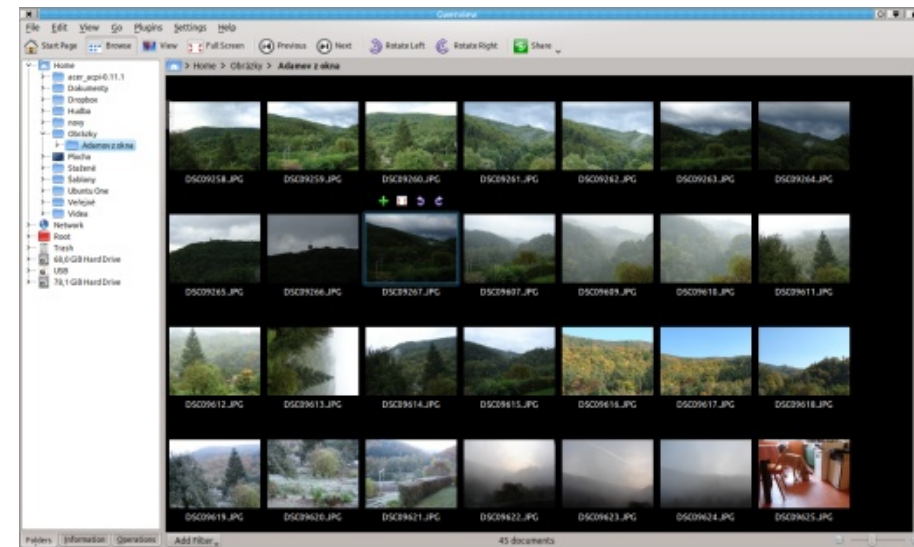 Gwenview
File Edit View Go Plugins Settings Help
Start Page Browse View Full Screen Previous Next Rotate Left Rotate Right Share
Home
acer_acpi-0.11.1
Dokumenty
Dropbox
Hudba
novy
Obrázky
Adamov z okna
Plocha
Stažené
Šablony
Ubuntu One
Veřejné
Videa
Network
Root
Trash
68,0 GiB Hard Drive
USB
78,1 GiB Hard Drive
> Home > Obrázky > Adamov z okna
DSC09258.JPG DSC09259.JPG DSC09260.JPG DSC09261.JPG DSC09262.JPG DSC09263.JPG DSC09264.JPG
DSC09265.JPG DSC09266.JPG DSC09267.JPG DSC09607.JPG DSC09609.JPG DSC09610.JPG DSC09611.JPG
DSC09612.JPG DSC09613.JPG DSC09614.JPG DSC09615.JPG DSC09616.JPG DSC09617.JPG DSC09618.JPG
DSC09619.JPG DSC09620.JPG DSC09621.JPG DSC09622.JPG DSC09623.JPG DSC09624.JPG DSC09625.JPG
Folders Information Operations Add Filter 45 documents